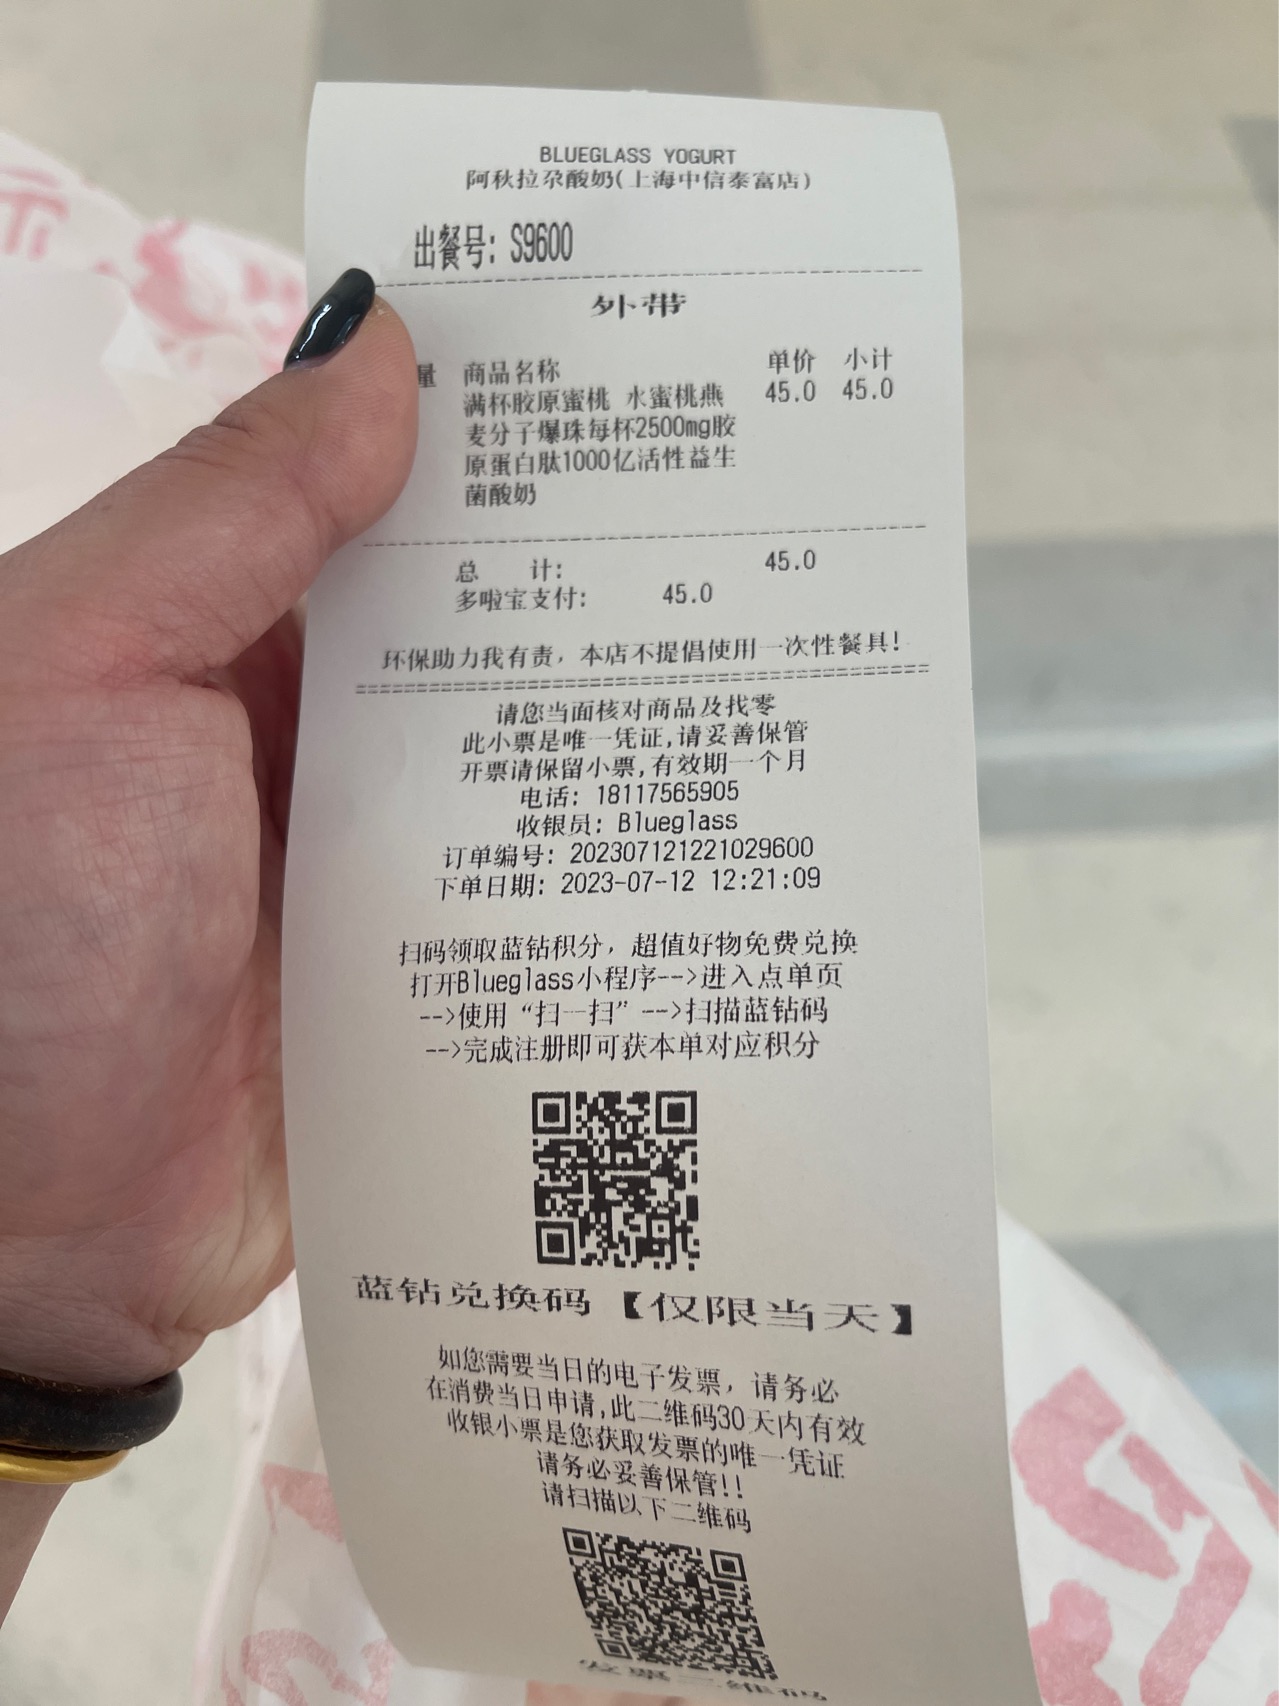 BLUEGLASS YOGURT
阿秋拉尕酸奶(上海中信泰富店)
出餐号: S9600
外带
量 商品名称 单价 小计
满杯胶原蜜桃 水蜜桃燕 45.0 45.0
麦分子爆珠每杯2500mg胶
原蛋白肽1000亿活性益生
菌酸奶
总 计: 45.0
多啦宝支付: 45.0
环保助力我有责，本店不提倡使用一次性餐具!
请您当面核对商品及找零
此小票是唯一凭证,请妥善保管
开票请保留小票,有效期一个月
电话: 18117565905
收银员: Blueglass
订单编号: 202307121221029600
下单日期: 2023-07-12 12:21:09
扫码领取蓝钻积分，超值好物免费兑换
打开Blueglass小程序-->进入点单页
-->使用“扫一扫”-->扫描蓝钻码
-->完成注册即可获本单对应积分
蓝钻兑换码【仅限当天】
如您需要当日的电子发票，请务必
在消费当日申请,此二维码30天内有效
收银小票是您获取发票的唯一凭证
请务必妥善保管!!
请扫描以下二维码
发票二维码